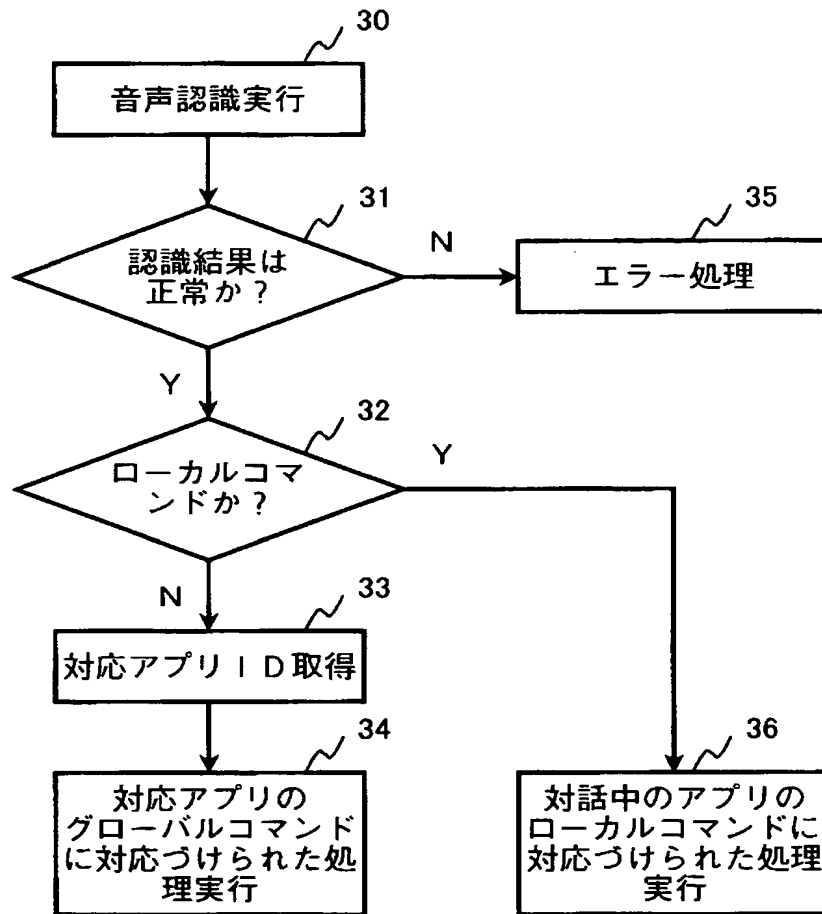 30
音声認識実行
31
認識結果は
正常か？
N
35
エラー処理
Y
32
ローカルコマ
ンドか？
Y
N
33
対応アプリＩＤ取得
34
対応アプリの
グローバルコマンド
に対応づけられた処
理実行
36
対話中のアプリの
ローカルコマンドに
対応づけられた処理
実行